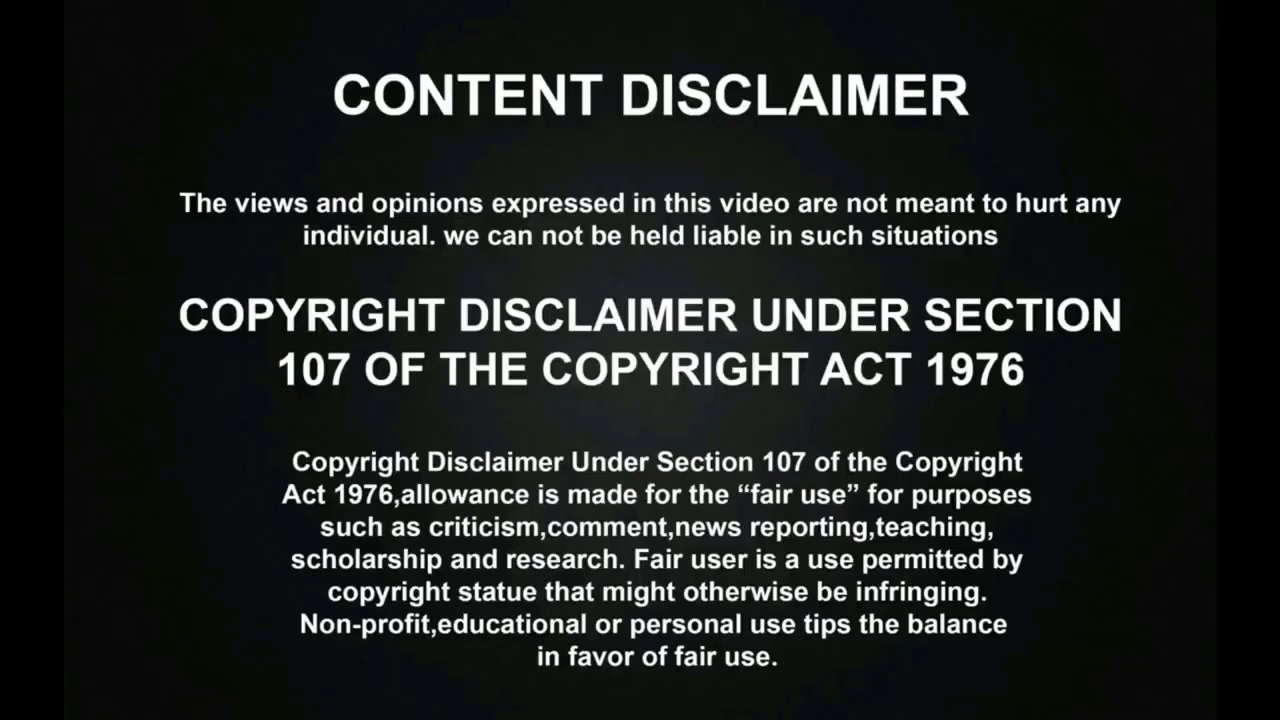 CONTENT DISCLAIMER
The views and opinions expressed in this video are not meant to hurt any
individual. we can not be held liable in such situations
COPYRIGHT DISCLAIMER UNDER SECTION
107 OF THE COPYRIGHT ACT 1976
Copyright Disclaimer Under Section 107 of the Copyright
Act 1976,allowance is made for the “fair use” for purposes
such as criticism,comment,news reporting,teaching,
scholarship and research. Fair user is a use permitted by
copyright statue that might otherwise be infringing.
Non-profit,educational or personal use tips the balance
in favor of fair use.